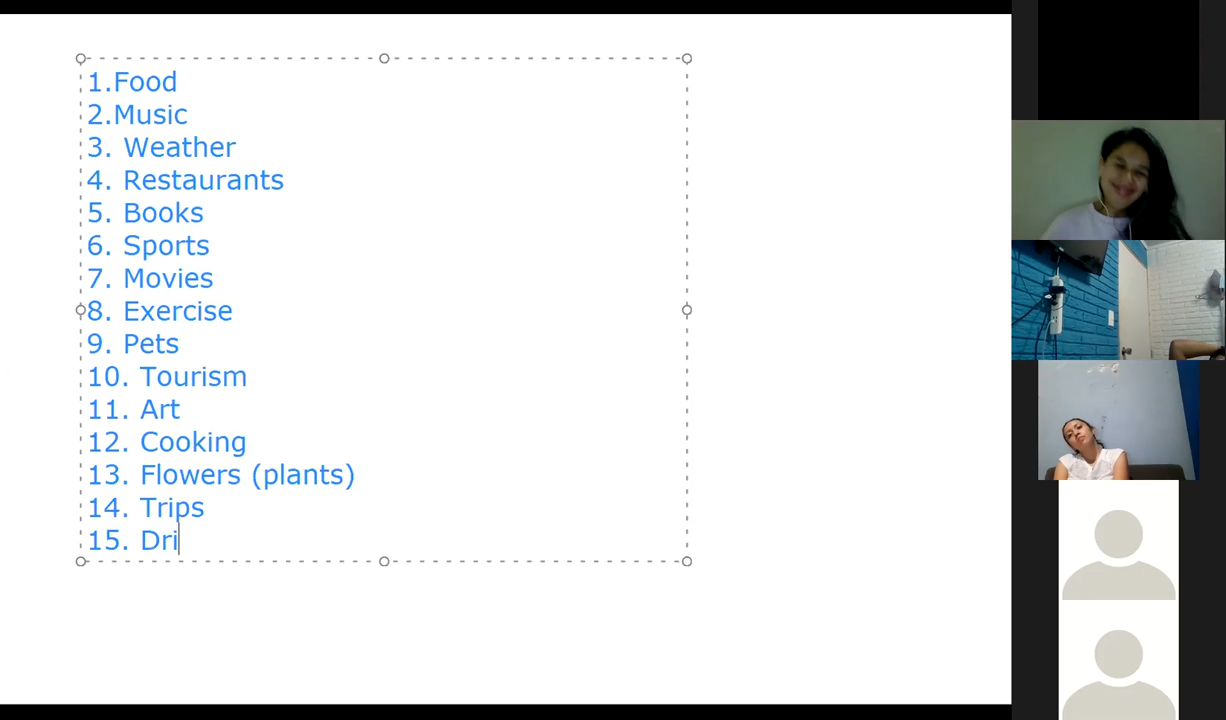 1.Food
2.Music
3. Weather
4. Restaurants
5. Books
6. Sports
7. Movies
8. Exercise
9. Pets
10. Tourism
11. Art
12. Cooking
13. Flowers (plants)
14. Trips
15. Dri